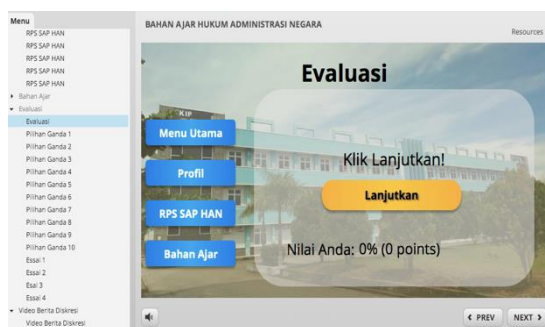 Menu
RPS SAP HAN
RPS SAP HAN
RPS SAP HAN
RPS SAP HAN
RPS SAP HAN
Bahan Ajar
Evaluasi
Evaluasi
Pilihan Ganda 1
Pilihan Ganda 2
Pilihan Ganda 3
Pilihan Ganda 4
Pilihan Ganda 5
Pilihan Ganda 6
Pilihan Ganda 7
Pilihan Ganda 8
Pilihan Ganda 9
Pilihan Ganda 10
Essai 1
Essai 2
Esai 3
Essai 4
Video Berita Diskresi
Video Berita Diskresi
BAHAN AJAR HUKUM ADMINISTRASI NEGARA
Resources
Evaluasi
KIP
Menu Utama
Profil
RPS SAP HAN
Bahan Ajar
Klik Lanjutkan!
Lanjutkan
Nilai Anda: 0% (0 points)
PREV
NEXT